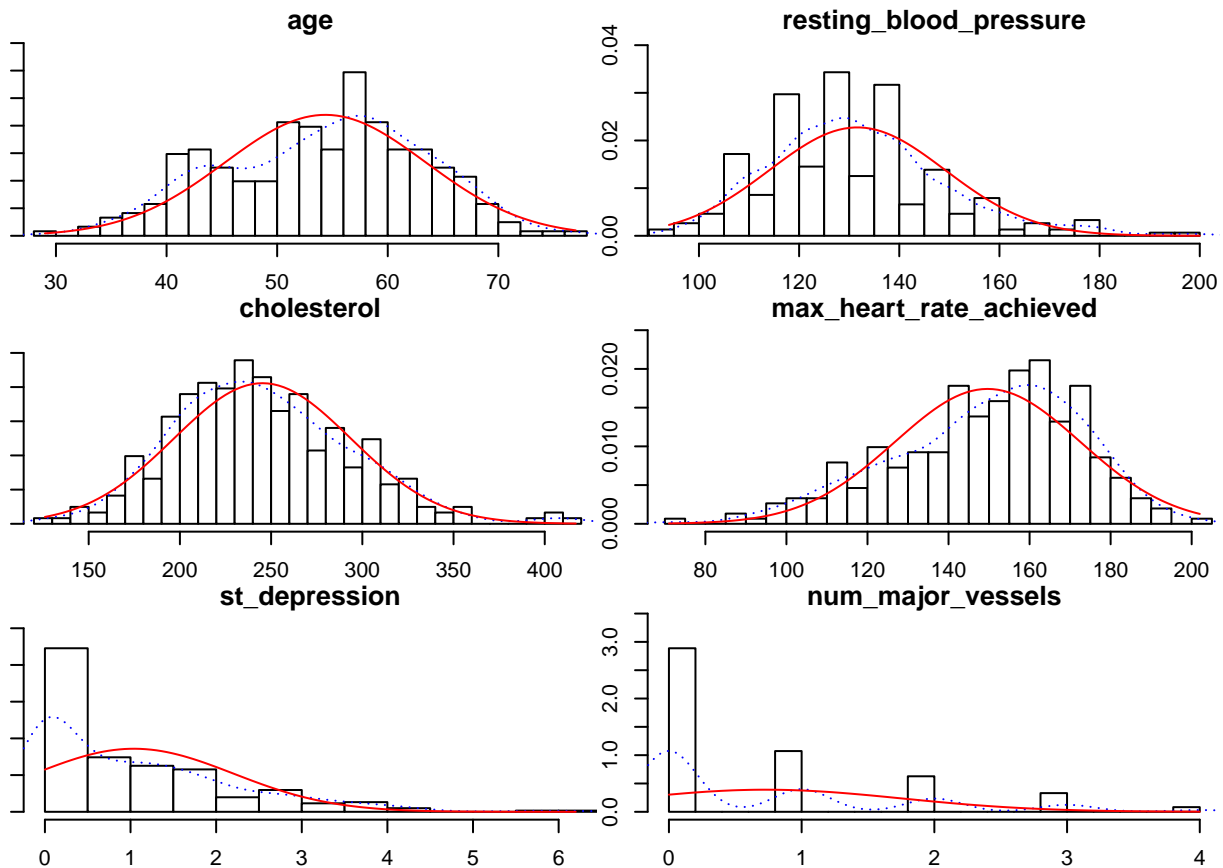 age
30 40 50 60 70
resting_blood_pressure
0.00 0.02 0.04
100 120 140 160 180 200
cholesterol
150 200 250 300 350 400
max_heart_rate_achieved
0.000 0.010 0.020
80 100 120 140 160 180 200
st_depression
0 1 2 3 4 5 6
num_major_vessels
0.0 1.0 2.0 3.0
0 1 2 3 4